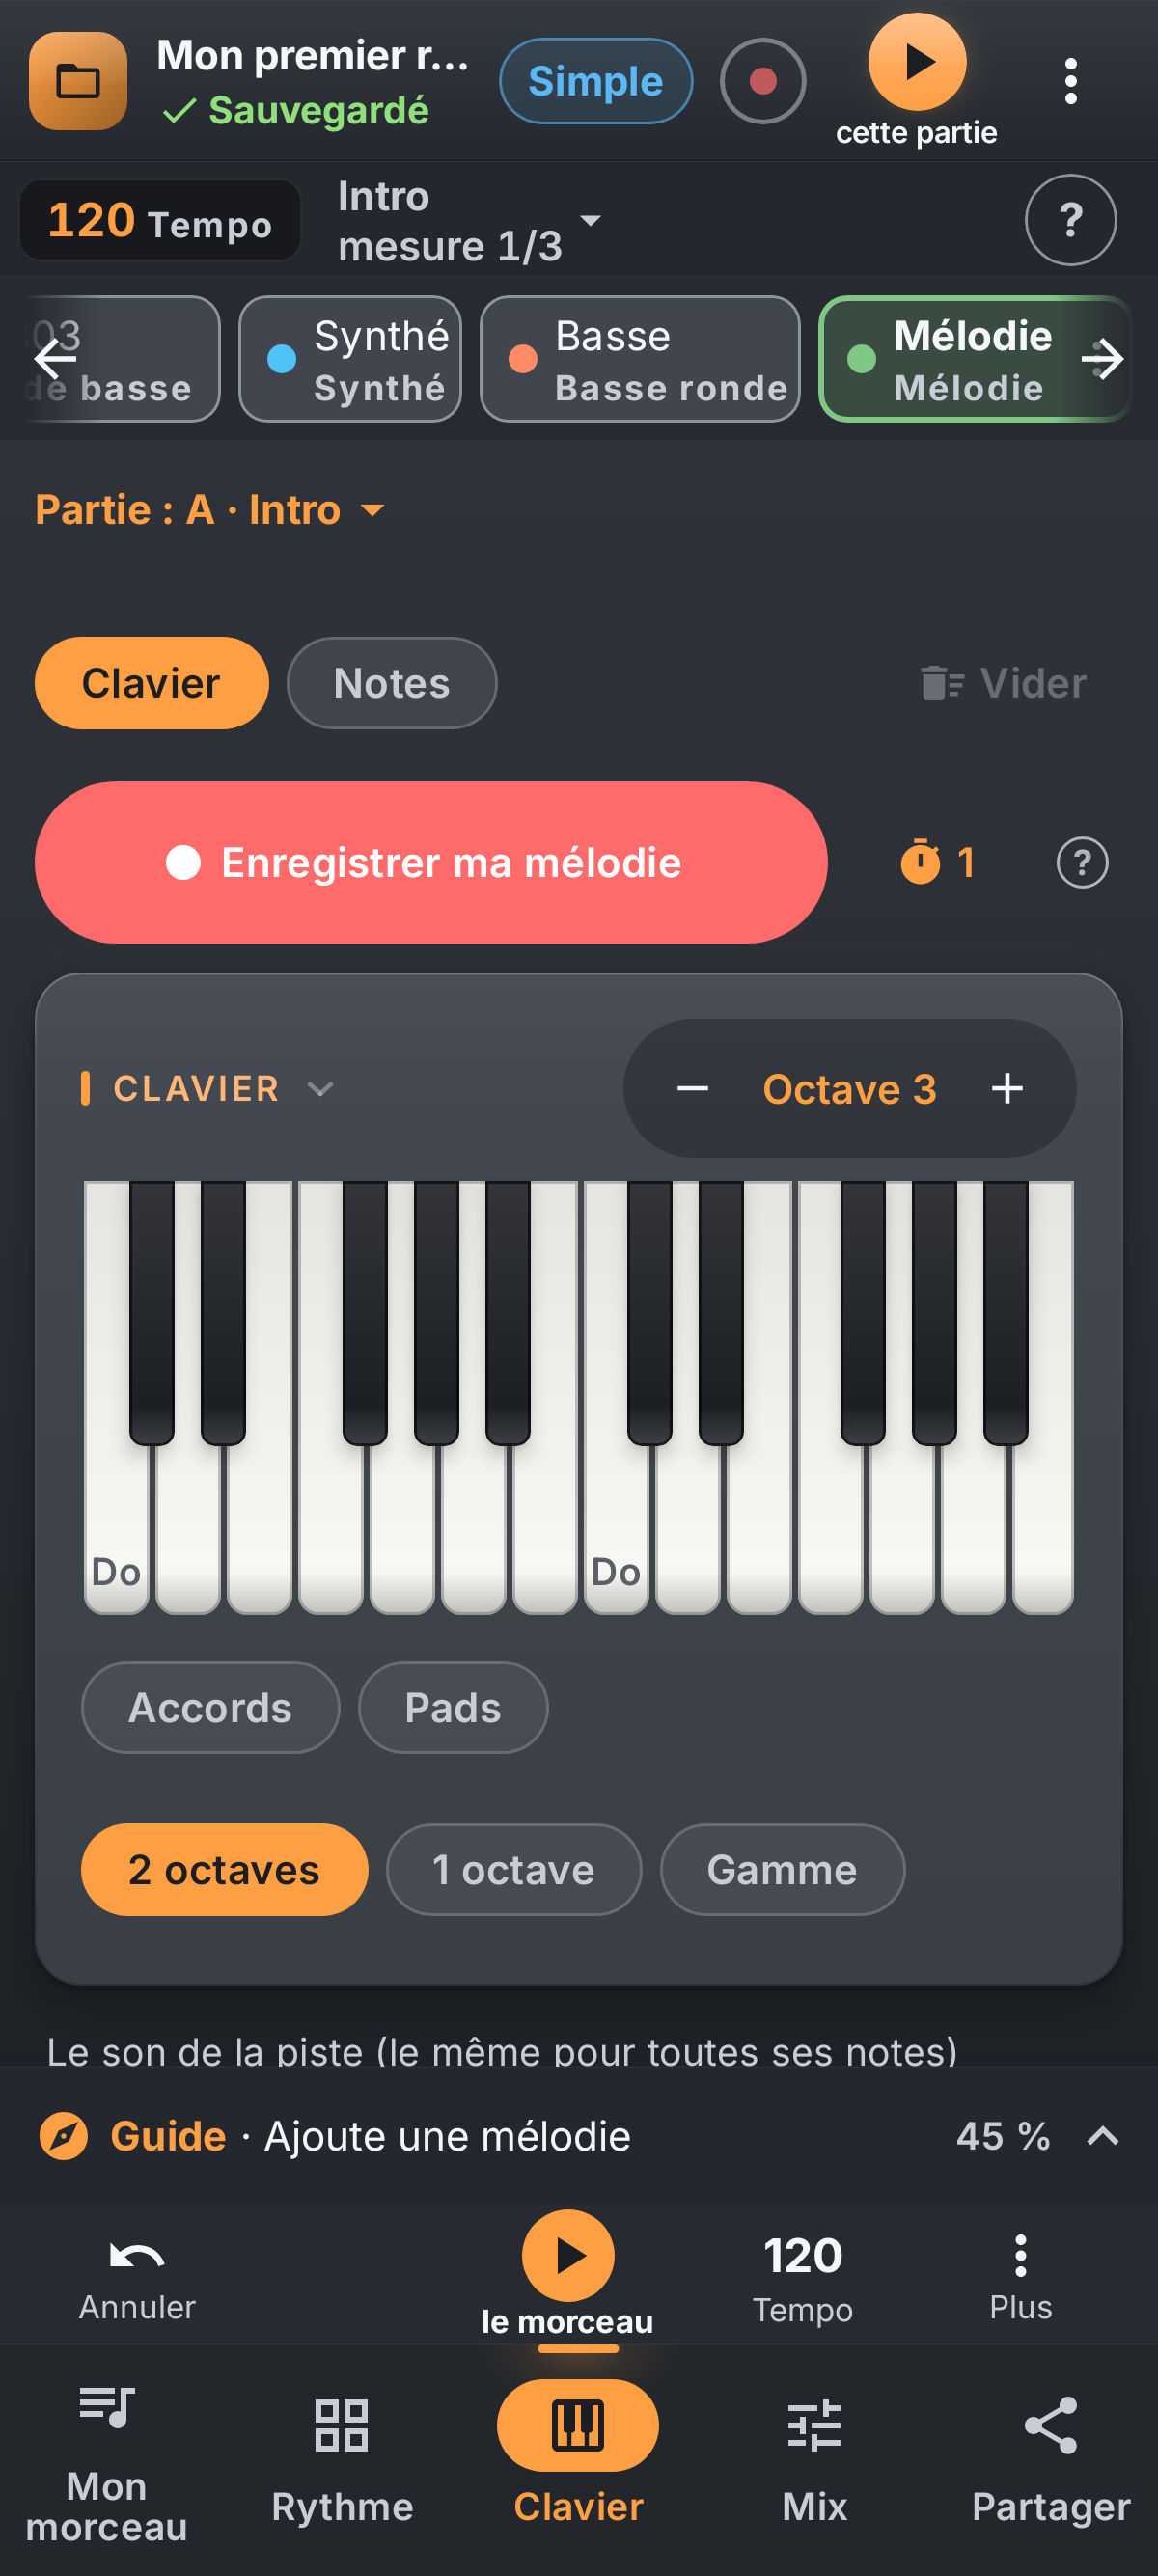 Mon premier r...
Sauvegardé
Simple
cette partie
120 Tempo
Intro
mesure 1/3
?
303
de basse
Synthé
Synthé
Basse
Basse ronde
Mélodie
Mélodie
Partie : A · Intro
Clavier
Notes
Vider
Enregistrer ma mélodie
1
?
CLAVIER
Octave 3
Do
Do
Accords
Pads
2 octaves
1 octave
Gamme
Le son de la piste (le même pour toutes ses notes)
Guide · Ajoute une mélodie
45 %
Annuler
le morceau
120
Tempo
Plus
Mon
morceau
Rythme
Clavier
Mix
Partager